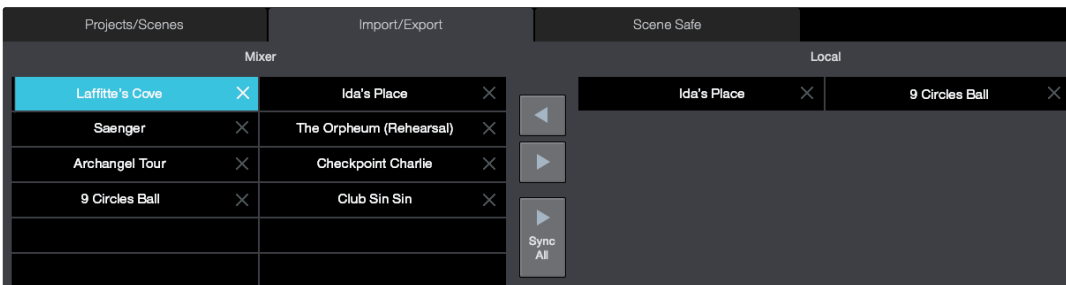 Projects/Scenes Import/Export Scene Safe
Mixer Local
Laffitte's Cove Ida's Place Ida's Place 9 Circles Ball
Saenger The Orpheum (Rehearsal)
Archangel Tour Checkpoint Charlie
9 Circles Ball Club Sin Sin
Sync
All